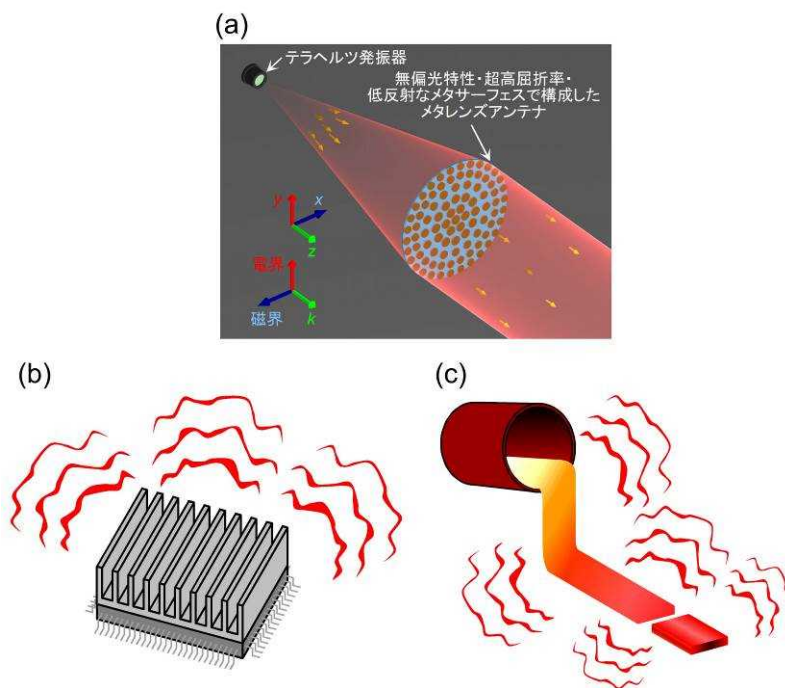 (a)
テラヘルツ発振器
無偏光特性・超高屈折率・
低反射なメタサーフェスで構成した
メタレンズアンテナ
y
x
z
電界
磁界
k
(b)
(c)